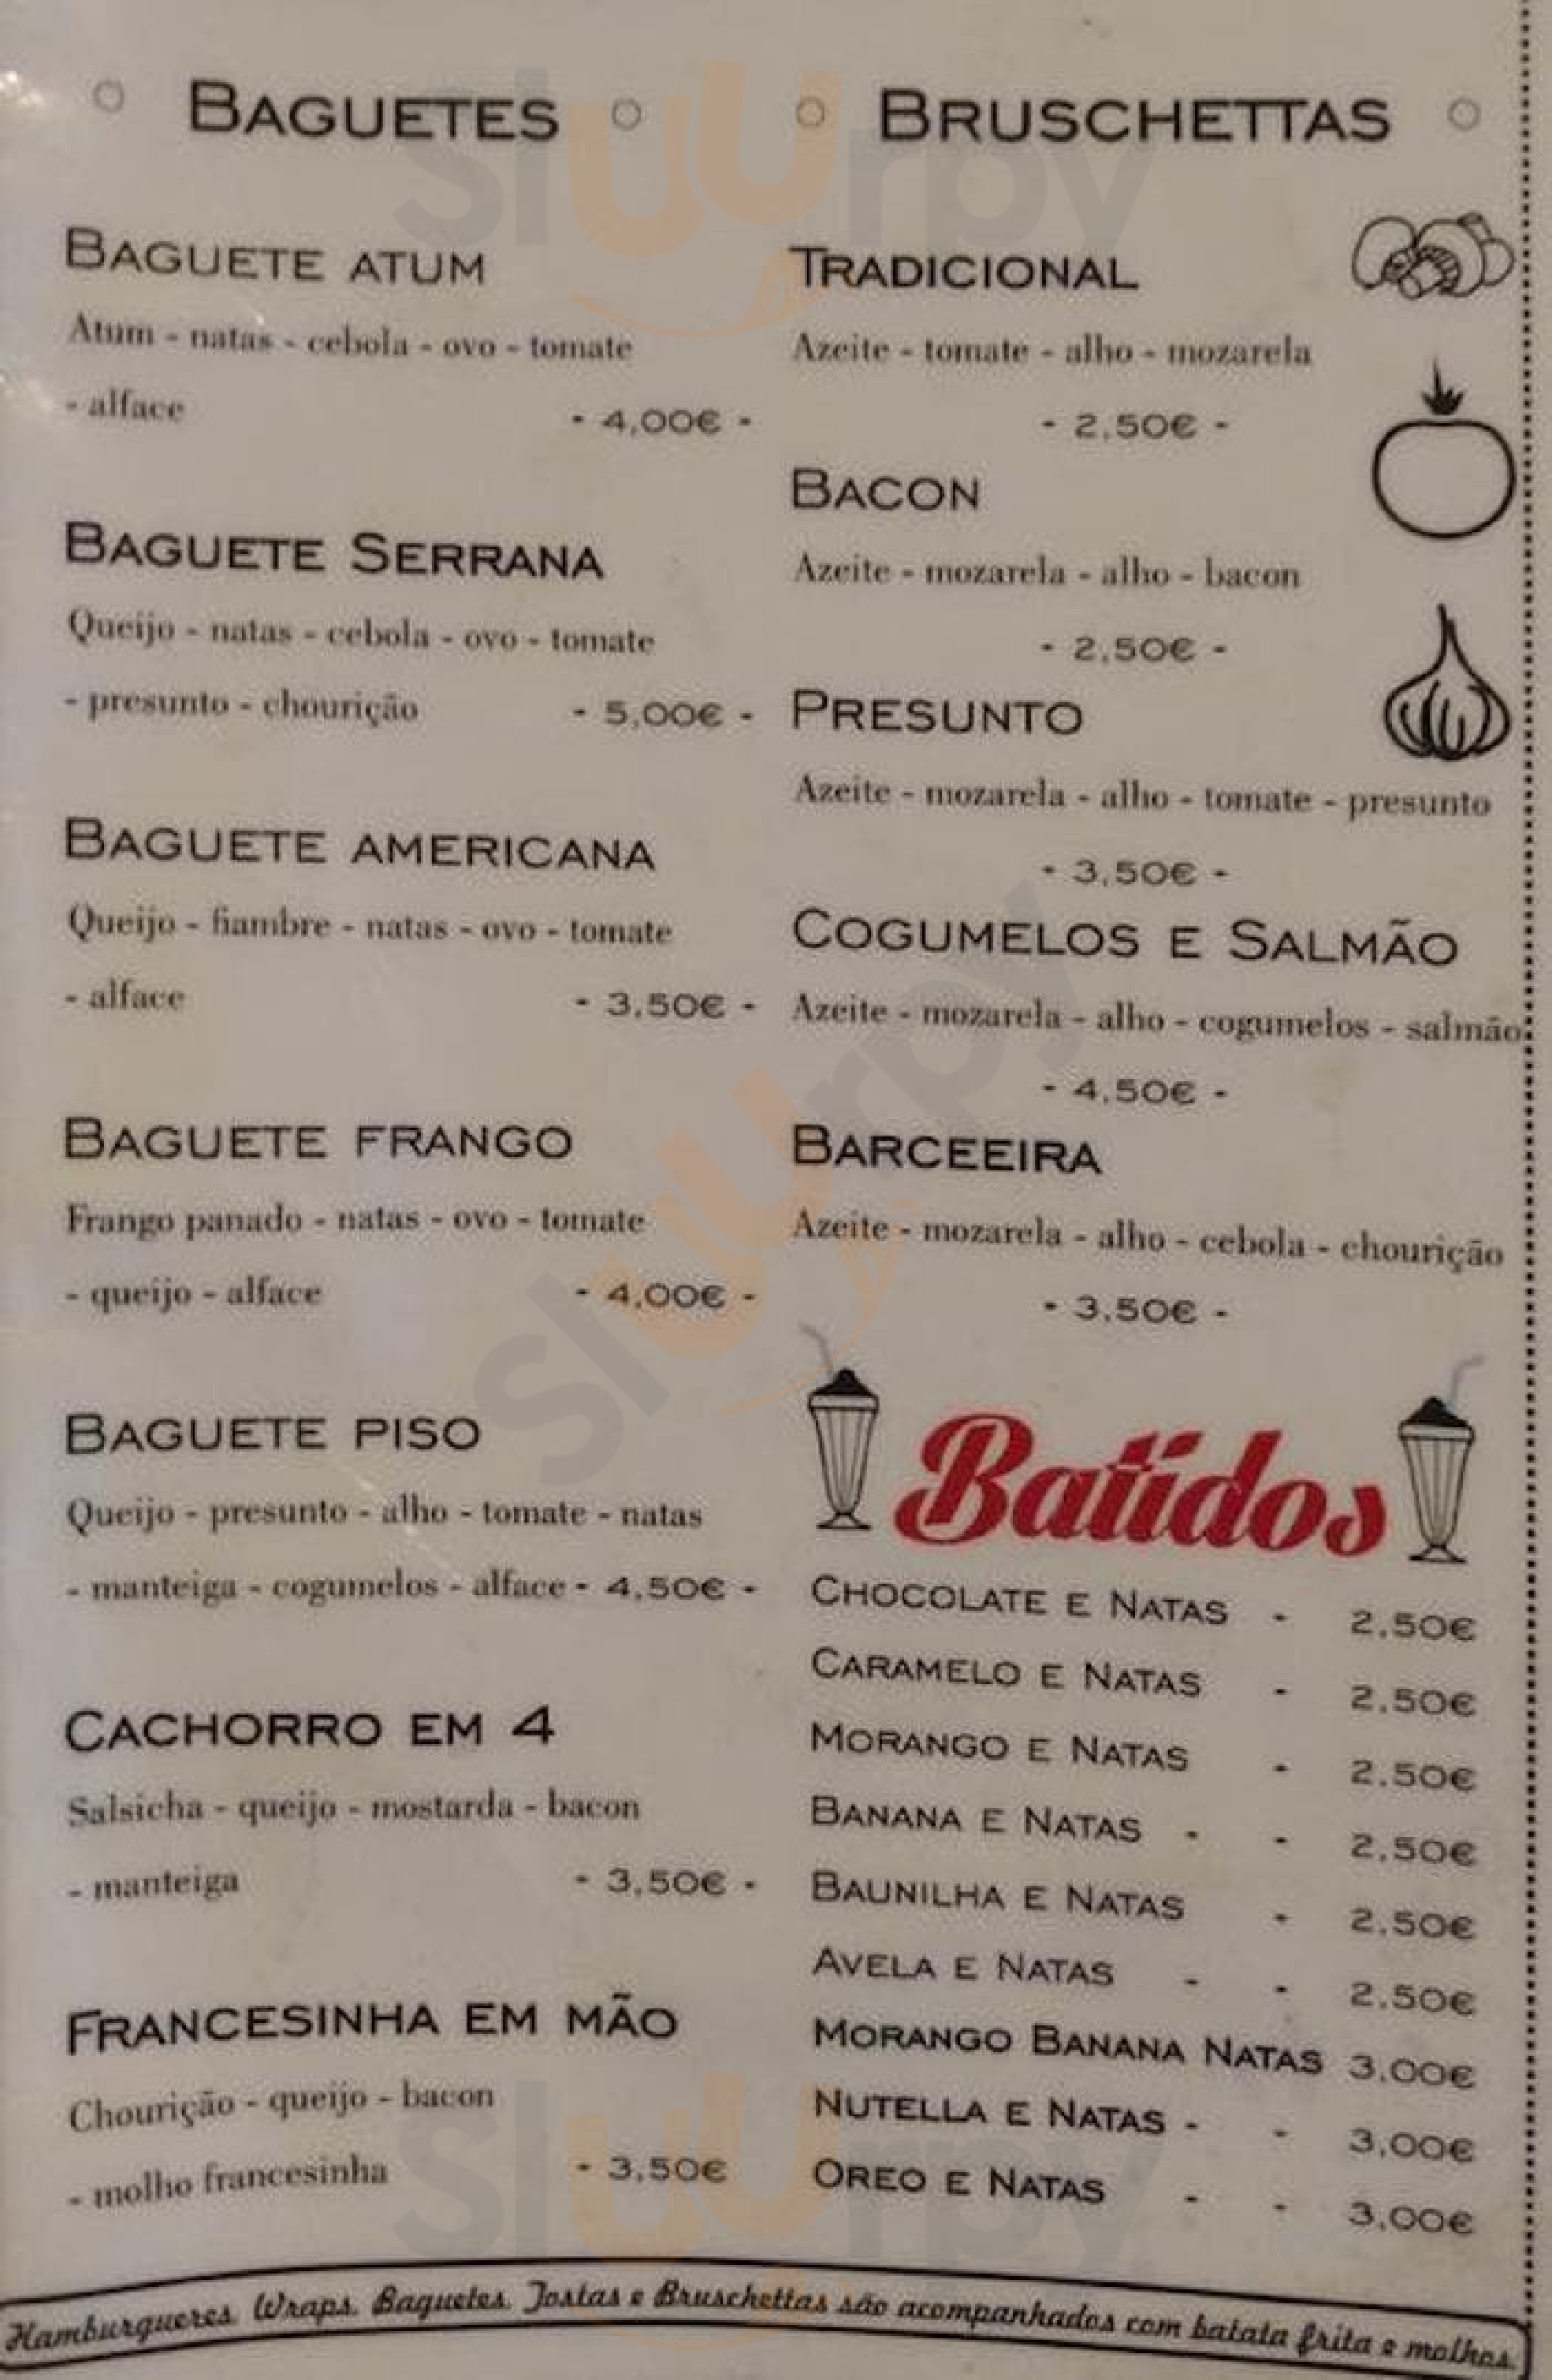 BAGUETES
BAGUETE ATUM
Atum - natas - cebola - ovo - tomate
- alface - 4,00€ -
BAGUETE SERRANA
Queijo - natas - cebola - ovo - tomate
- presunto - chourição - 5,00€ -
BAGUETE AMERICANA
Queijo - fiambre - natas - ovo - tomate
- alface - 3,50€ -
BAGUETE FRANGO
Frango panado - natas - ovo - tomate
- queijo - alface - 4,00€ -
BAGUETE PISO
Queijo - presunto - alho - tomate - natas
- manteiga - cogumelos - alface - 4,50€ -
CACHORRO EM 4
Salsicha - queijo - mostarda - bacon
- manteiga - 3,50€ -
FRANCESINHA EM MÃO
Chourição - queijo - bacon
- molho francesinha - 3,50€
BRUSCHETTAS
TRADICIONAL
Azeite - tomate - alho - mozarela
- 2,50€ -
BACON
Azeite - mozarela - alho - bacon
- 2,50€ -
PRESUNTO
Azeite - mozarela - alho - tomate - presunto
- 3,50€ -
COGUMELOS E SALMÃO
Azeite - mozarela - alho - cogumelos - salmão
- 4,50€ -
BARCEEIRA
Azeite - mozarela - alho - cebola - chourição
- 3,50€ -
Batidos
CHOCOLATE E NATAS - 2,50€
CARAMELO E NATAS - 2,50€
MORANGO E NATAS - 2,50€
BANANA E NATAS - - 2,50€
BAUNILHA E NATAS - 2,50€
AVELA E NATAS - - 2,50€
MORANGO BANANA NATAS 3,00€
NUTELLA E NATAS - - 3,00€
OREO E NATAS - - 3,00€
Hamburgueres, Wraps, Baguetes, Tostas e Bruschettas são acompanhados com batata frita e molhos.
sluurpy
sluurpy
sluurpy